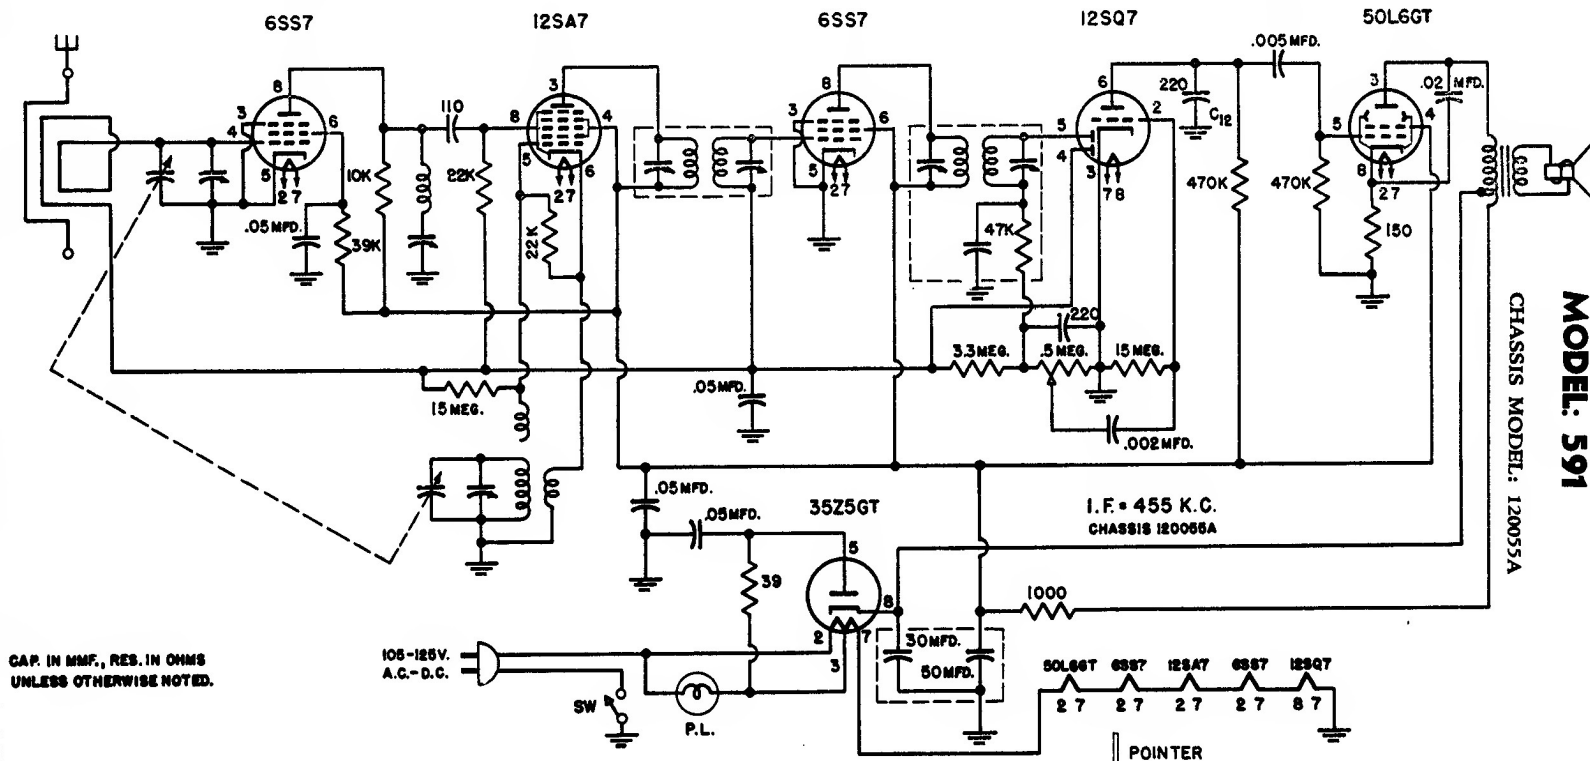 6SS7
12SA7
6SS7
12SQ7
50L6GT
.005 MFD.
.02 MFD.
8
3
4
6
5
2 7
110
8
3
4
5
6
2 7
8
3
4
6
5
2 7
6
2
5
4
3
7 8
220
C12
3
5
4
8
2 7
10K
22K
.05 MFD.
39K
22K
47K
470K
470K
150
220
3.3 MEG.
.5 MEG.
15 MEG.
15 MEG.
.05 MFD.
.002 MFD.
MODEL: 591
CHASSIS MODEL: 120055A
.05 MFD.
.05 MFD.
35Z5GT
I.F. = 455 K.C.
CHASSIS 120055A
5
39
8
2
7
3
1000
30 MFD.
50 MFD.
CAP. IN MMF., RES. IN OHMS
UNLESS OTHERWISE NOTED.
105-125V.
A.C.-D.C.
SW
P.L.
50L6GT 6SS7 12SA7 6SS7 12SQ7
2 7 2 7 2 7 2 7 8 7
POINTER